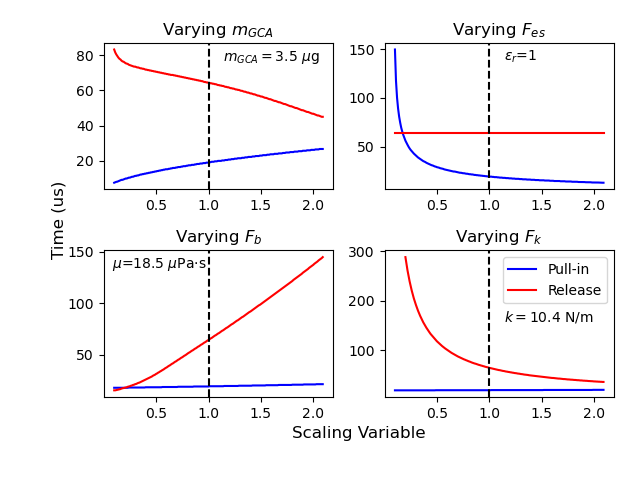 Varying m_GCA
Varying F_es
m_GCA = 3.5 μg
80
60
40
20
0.5 1.0 1.5 2.0
ε_r=1
150
100
50
0.5 1.0 1.5 2.0
Time (us)
Varying F_b
Varying F_k
μ=18.5 μPa·s
150
100
50
0.5 1.0 1.5 2.0
Pull-in
Release
k = 10.4 N/m
300
200
100
0.5 1.0 1.5 2.0
Scaling Variable